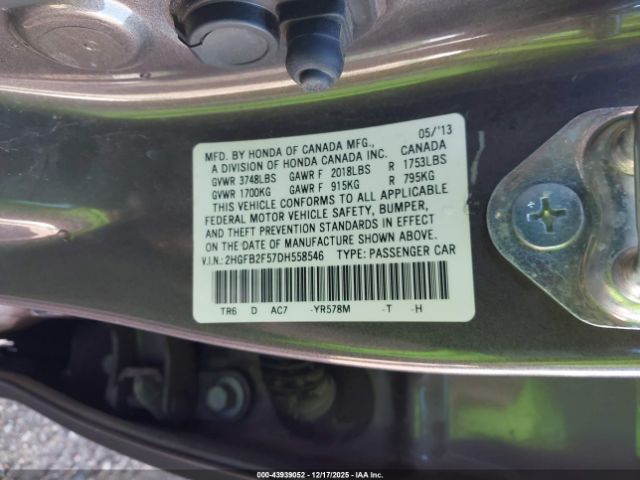 05/'13
MFD. BY HONDA OF CANADA MFG.,
A DIVISION OF HONDA CANADA INC. CANADA
GVWR 3748LBS GAWR F 2018LBS R 1753LBS
GVWR 1700KG GAWR F 915KG R 795KG
THIS VEHICLE CONFORMS TO ALL APPLICABLE
FEDERAL MOTOR VEHICLE SAFETY, BUMPER,
AND THEFT PREVENTION STANDARDS IN EFFECT
ON THE DATE OF MANUFACTURE SHOWN ABOVE.
V.I.N.: 2HGFB2F57DH558546 TYPE: PASSENGER CAR
TR6 D AC7 -YR578M -T -H
000-43939052 - 12/17/2025 - IAA Inc.